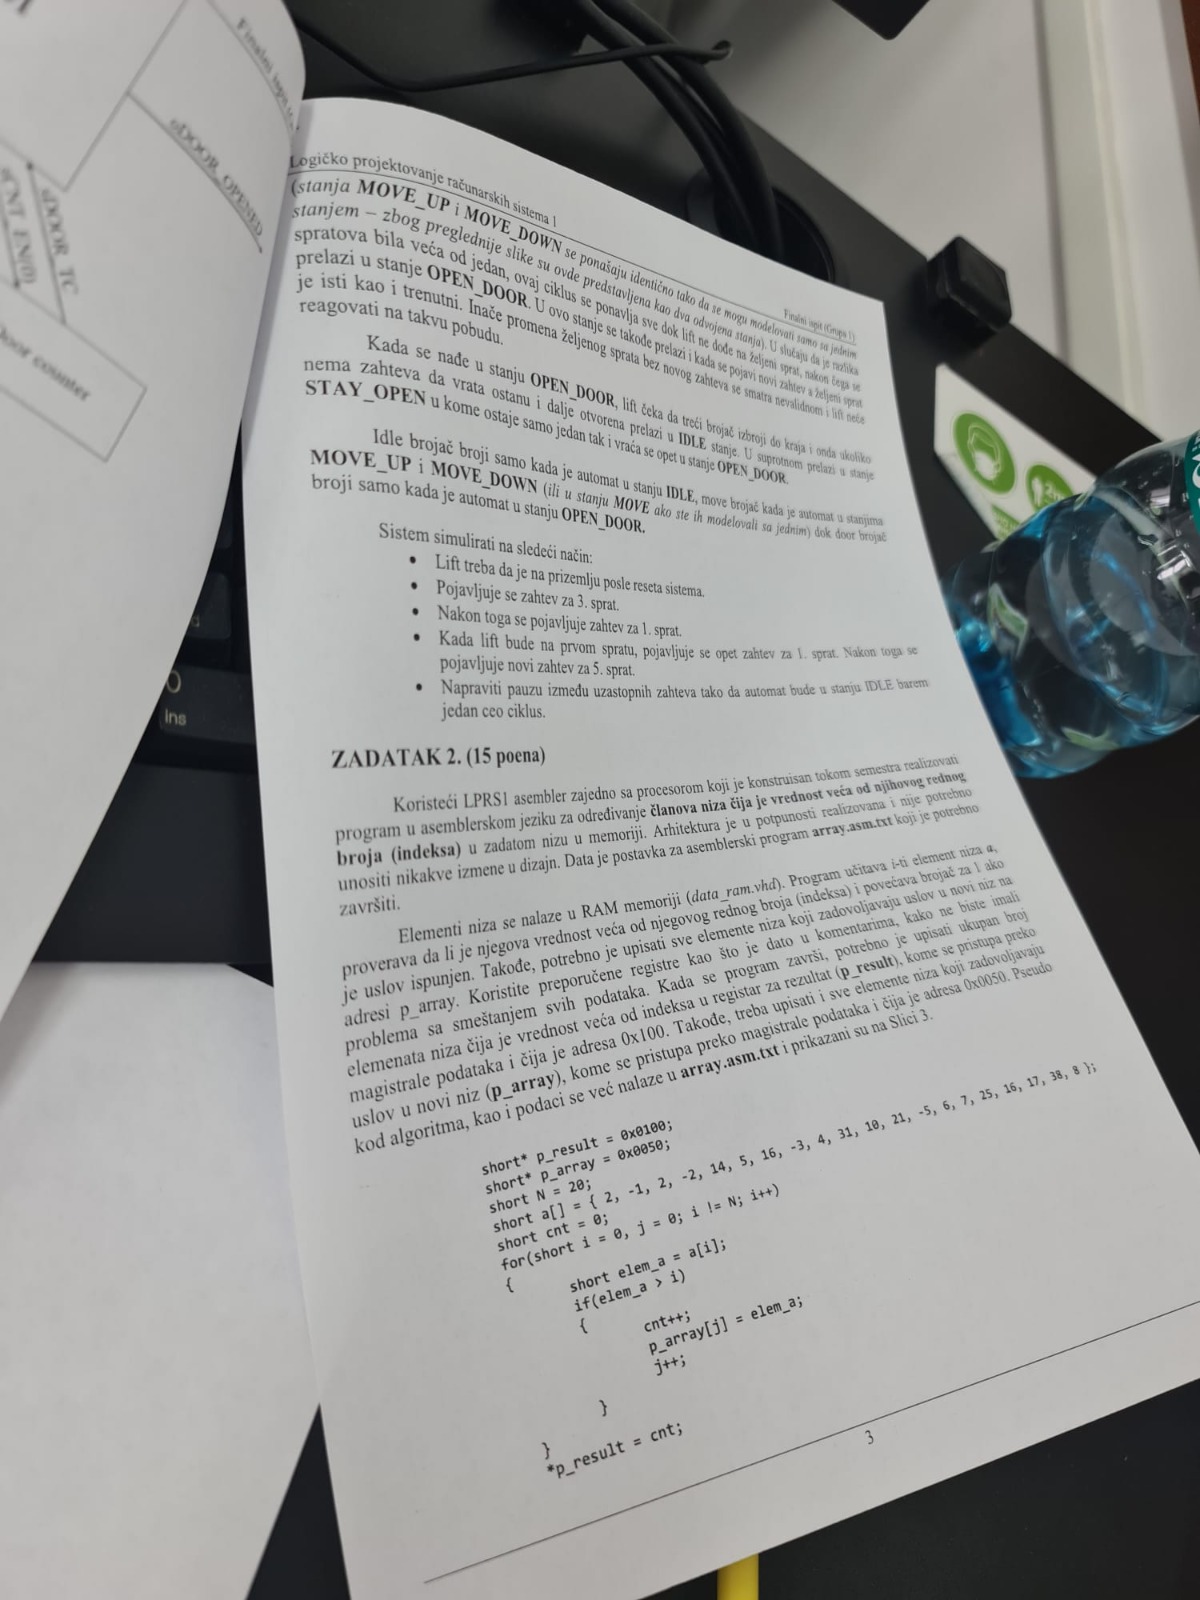 Finalni ispit
oDOOR_OPENED
oDOOR_TC
oCNT_EN(0)
door counter
Ins
Logičko projektovanje računarskih sistema 1
Finalni ispit (Grupa 1)
(stanja MOVE_UP i MOVE_DOWN se ponašaju identično tako da se mogu modelovati samo sa jednim
stanjem – zbog preglednije slike su ovde predstavljena kao dva odvojena stanja). U slučaju da je razlika
spratova bila veća od jedan, ovaj ciklus se ponavlja sve dok lift ne dođe na željeni sprat, nakon čega se
prelazi u stanje OPEN_DOOR. U ovo stanje se takođe prelazi i kada se pojavi novi zahtev a željeni sprat
je isti kao i trenutni. Inače promena željenog sprata bez novog zahteva se smatra nevalidnom i lift neće
reagovati na takvu pobudu.
Kada se nađe u stanju OPEN_DOOR, lift čeka da treći brojač izbroji do kraja i onda ukoliko
nema zahteva da vrata ostanu i dalje otvorena prelazi u IDLE stanje. U suprotnom prelazi u stanje
STAY_OPEN u kome ostaje samo jedan tak i vraća se opet u stanje OPEN_DOOR.
Idle brojač broji samo kada je automat u stanju IDLE, move brojač kada je automat u stanjima
MOVE_UP i MOVE_DOWN (ili u stanju MOVE ako ste ih modelovali sa jednim) dok door brojač
broji samo kada je automat u stanju OPEN_DOOR.
Sistem simulirati na sledeći način:
• Lift treba da je na prizemlju posle reseta sistema.
• Pojavljuje se zahtev za 3. sprat.
• Nakon toga se pojavljuje zahtev za 1. sprat.
• Kada lift bude na prvom spratu, pojavljuje se opet zahtev za 1. sprat. Nakon toga se
pojavljuje novi zahtev za 5. sprat.
• Napraviti pauzu između uzastopnih zahteva tako da automat bude u stanju IDLE barem
jedan ceo ciklus.
ZADATAK 2. (15 poena)
Koristeći LPRS1 asembler zajedno sa procesorom koji je konstruisan tokom semestra realizovati
program u asemblerskom jeziku za određivanje članova niza čija je vrednost veća od njihovog rednog
broja (indeksa) u zadatom nizu u memoriji. Arhitektura je u potpunosti realizovana i nije potrebno
unositi nikakve izmene u dizajn. Data je postavka za asemblerski program array.asm.txt koji je potrebno
završiti.
Elementi niza se nalaze u RAM memoriji (data_ram.vhd). Program učitava i-ti element niza a,
proverava da li je njegova vrednost veća od njegovog rednog broja (indeksa) i povećava brojač za 1 ako
je uslov ispunjen. Takođe, potrebno je upisati sve elemente niza koji zadovoljavaju uslov u novi niz na
adresi p_array. Koristite preporučene registre kao što je dato u komentarima, kako ne biste imali
problema sa smeštanjem svih podataka. Kada se program završi, potrebno je upisati ukupan broj
elemenata niza čija je vrednost veća od indeksa u registar za rezultat (p_result), kome se pristupa preko
magistrale podataka i čija je adresa 0x100. Takođe, treba upisati i sve elemente niza koji zadovoljavaju
uslov u novi niz (p_array), kome se pristupa preko magistrale podataka i čija je adresa 0x0050. Pseudo
kod algoritma, kao i podaci se već nalaze u array.asm.txt i prikazani su na Slici 3.
short* p_result = 0x0100;
short* p_array = 0x0050;
short N = 20;
short a[] = { 2, -1, 2, -2, 14, 5, 16, -3, 4, 31, 10, 21, -5, 6, 7, 25, 16, 17, 38, 8 };
short cnt = 0;
for(short i = 0, j = 0; i != N; i++)
{
short elem_a = a[i];
if(elem_a > i)
{
cnt++;
p_array[j] = elem_a;
j++;
}
}
*p_result = cnt;
3